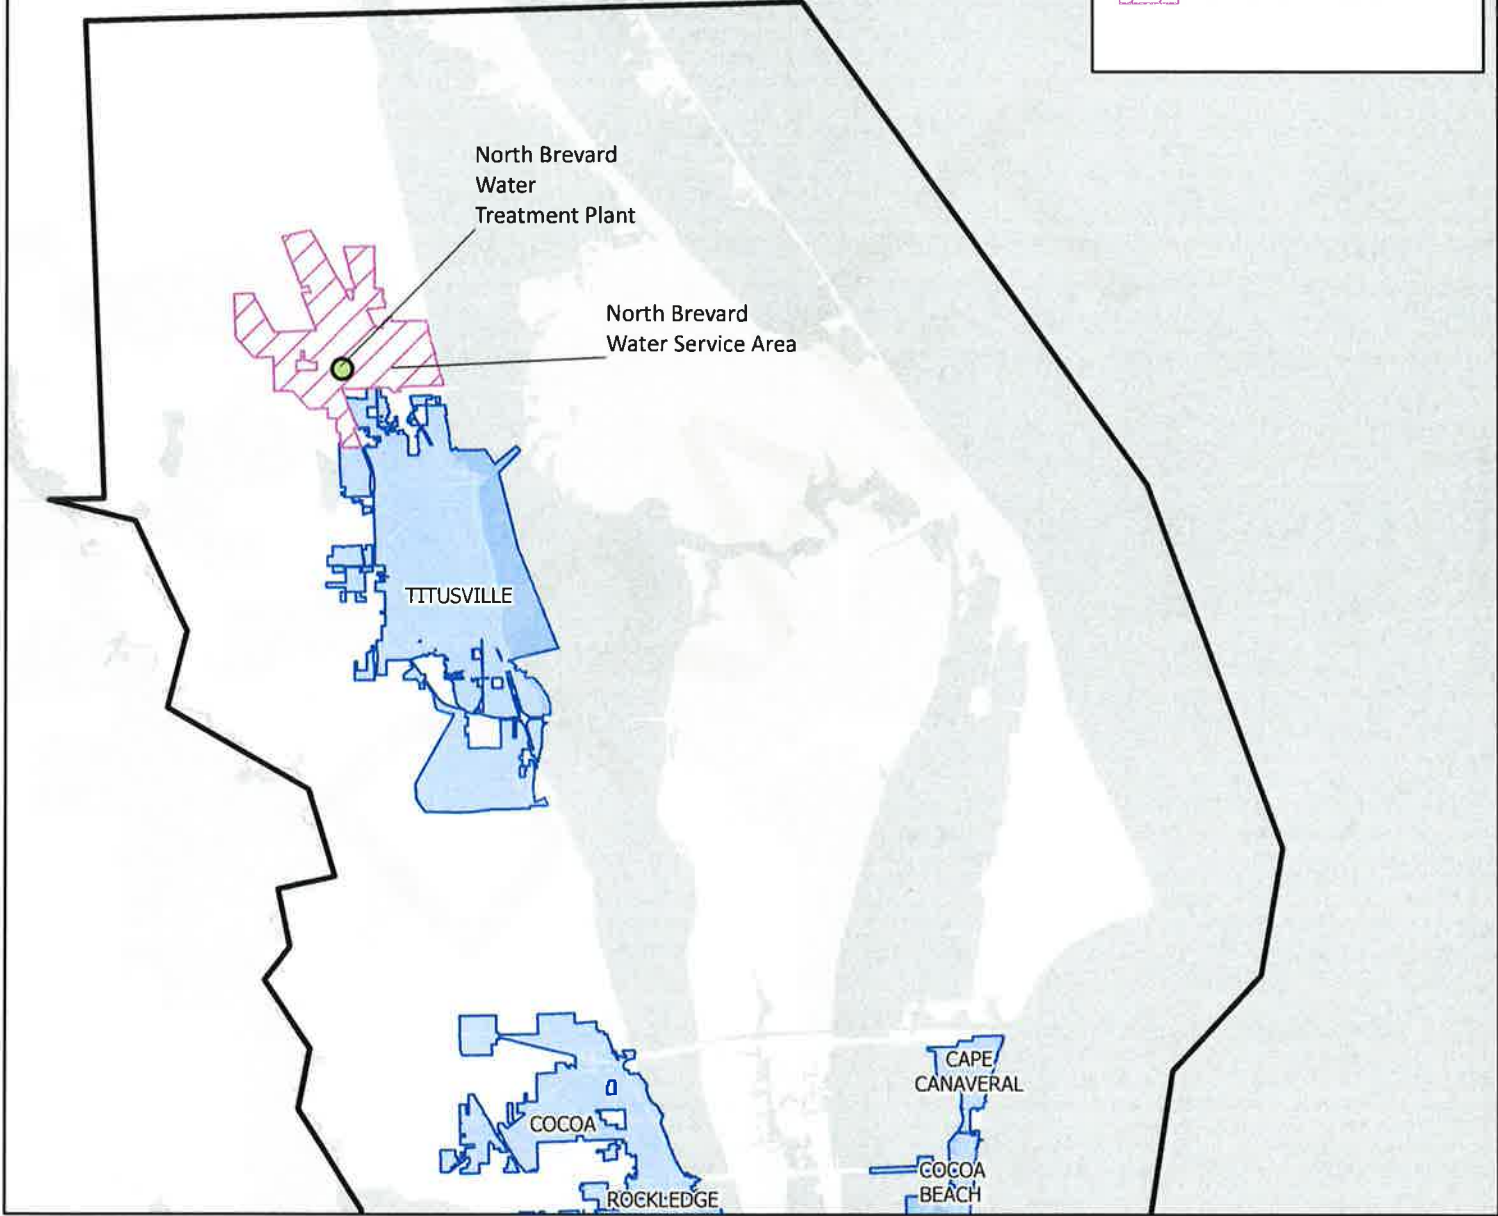 North Brevard
Water
Treatment Plant
North Brevard
Water Service Area
TITUSVILLE
CAPE
CANAVERAL
COCOA
COCOA
BEACH
ROCKLEDGE